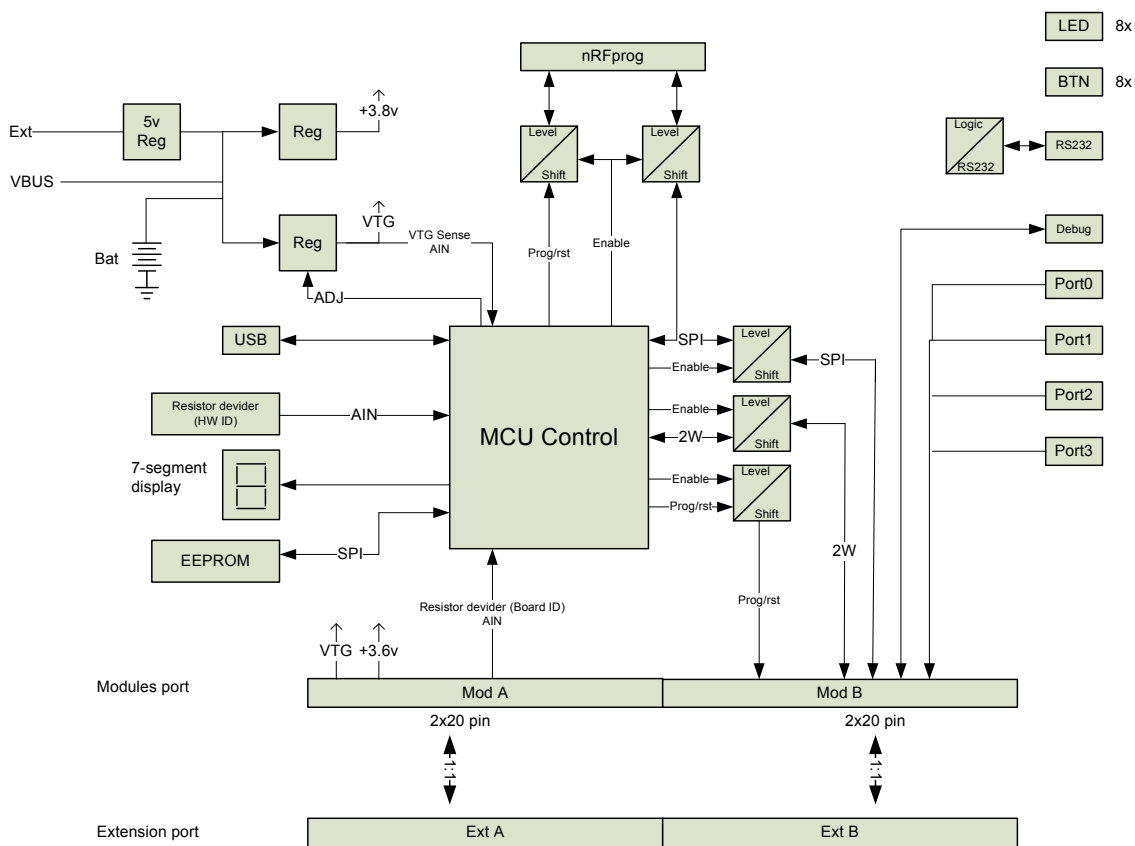 LED 8x
nRFprog
BTN 8x
+3.8v
5v
Reg
Reg
Ext
Level
Shift
Level
Shift
Logic
RS232
RS232
VBUS
VTG
Reg
VTG Sense
AIN
Prog/rst
Enable
Debug
Bat
ADJ
Port0
USB
SPI
Level
Shift
SPI
Port1
Enable
Resistor devider
(HW ID)
AIN
MCU Control
Enable
2W
Level
Shift
Port2
7-segment
display
Enable
Prog/rst
Level
Shift
Port3
EEPROM
SPI
2W
Resistor devider (Board ID)
AIN
Prog/rst
VTG +3.6v
Modules port
Mod A
Mod B
2x20 pin
2x20 pin
1:1
1:1
Extension port
Ext A
Ext B